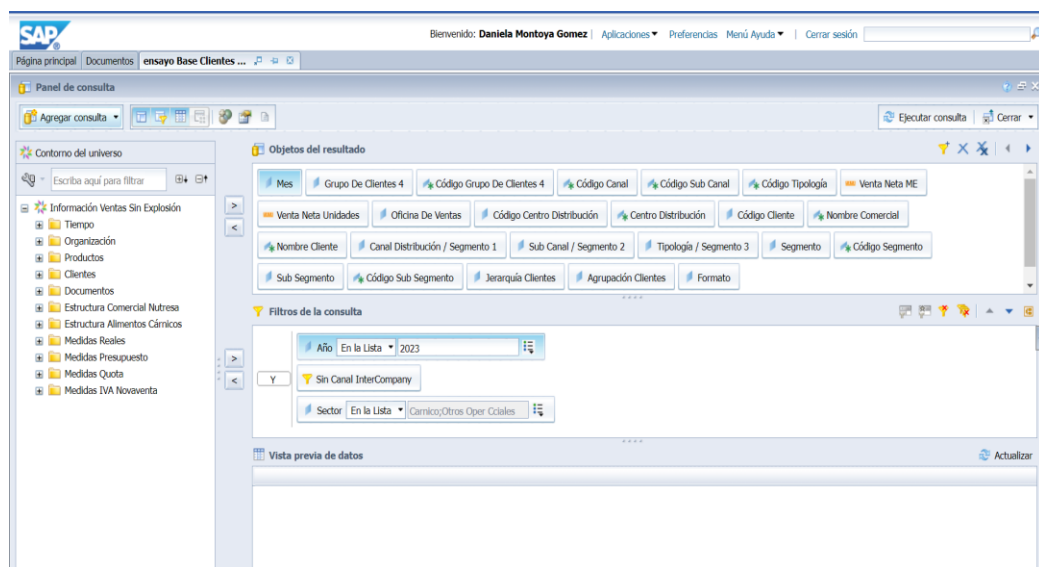 SAP
Bienvenido: Daniela Montoya Gomez | Aplicaciones Preferencias Menú Ayuda | Cerrar sesión
Página principal Documentos ensayo Base Clientes ...
Panel de consulta
Agregar consulta Ejecutar consulta Cerrar
Contorno del universo
Escriba aquí para filtrar
Información Ventas Sin Explosión
Tiempo
Organización
Productos
Clientes
Documentos
Estructura Comercial Nutresa
Estructura Alimentos Cárnicos
Medidas Reales
Medidas Presupuesto
Medidas Quota
Medidas IVA Novaventa
>
<
>
<
Objetos del resultado
Mes Grupo De Clientes 4 Código Grupo De Clientes 4 Código Canal Código Sub Canal Código Tipología Venta Neta ME
Venta Neta Unidades Oficina De Ventas Código Centro Distribución Centro Distribución Código Cliente Nombre Comercial
Nombre Cliente Canal Distribución / Segmento 1 Sub Canal / Segmento 2 Tipología / Segmento 3 Segmento Código Segmento
Sub Segmento Código Sub Segmento Jerarquía Clientes Agrupación Clientes Formato
Filtros de la consulta
Año En la Lista 2023
Y Sin Canal InterCompany
Sector En la Lista Carnico;Otros Oper Cciales
Vista previa de datos Actualizar